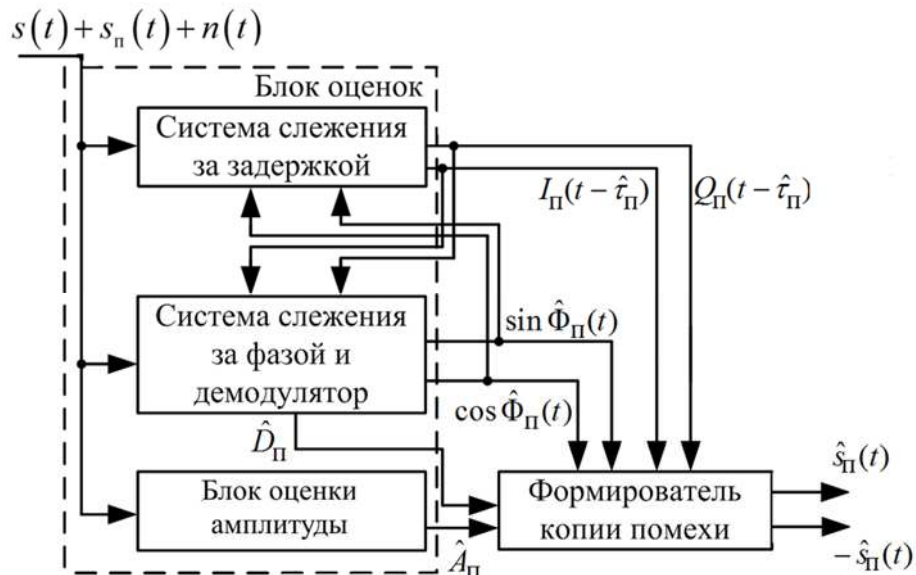 s(t)+sп(t)+n(t)
Блок оценок
Система слежения
за задержкой
Iп(t−τ̂п)
Qп(t−τ̂п)
Система слежения
за фазой и
демодулятор
sin Φ̂п(t)
cos Φ̂п(t)
D̂п
Блок оценки
амплитуды
Âп
Формирователь
копии помехи
ŝп(t)
−ŝп(t)